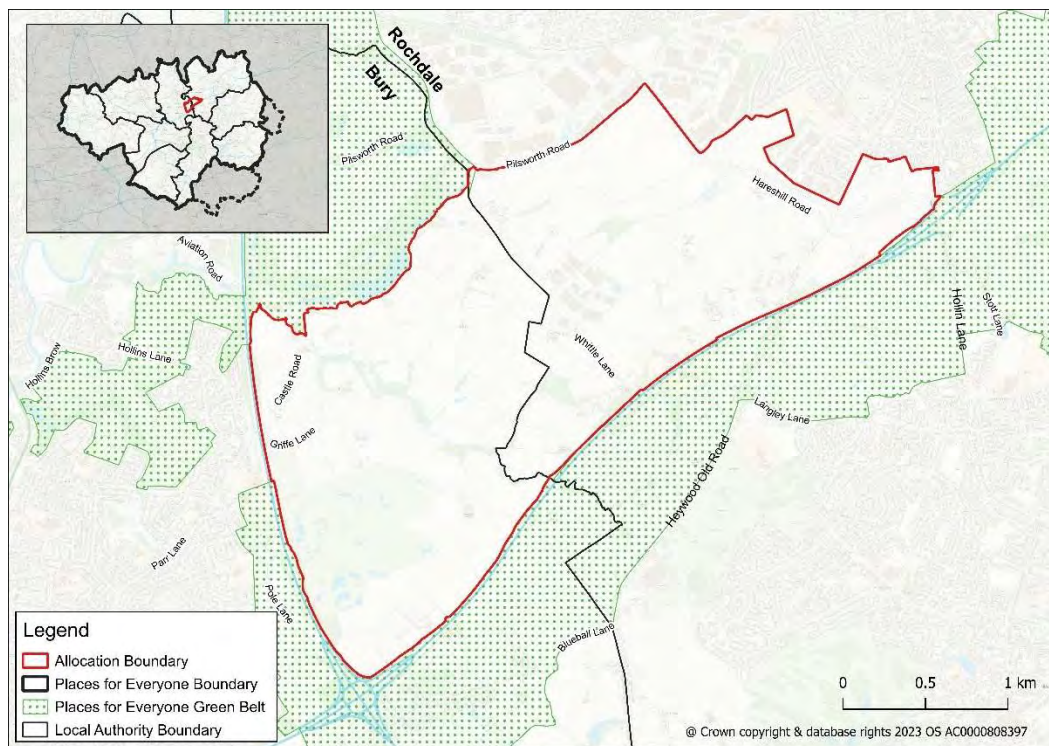 Rochdale
Bury
Pilsworth Road
Pilsworth Road
Hareshill Road
Aviation Road
Hollins Lane
Hollins Brow
Castle Road
Griffe Lane
Whittle Lane
Hollin Lane
Stott Lane
Langley Lane
Heywood Old Road
Parr Lane
Pole Lane
Blueball Lane
Legend
Allocation Boundary
Places for Everyone Boundary
Places for Everyone Green Belt
Local Authority Boundary
0 0.5 1 km
@ Crown copyright & database rights 2023 OS AC0000808397